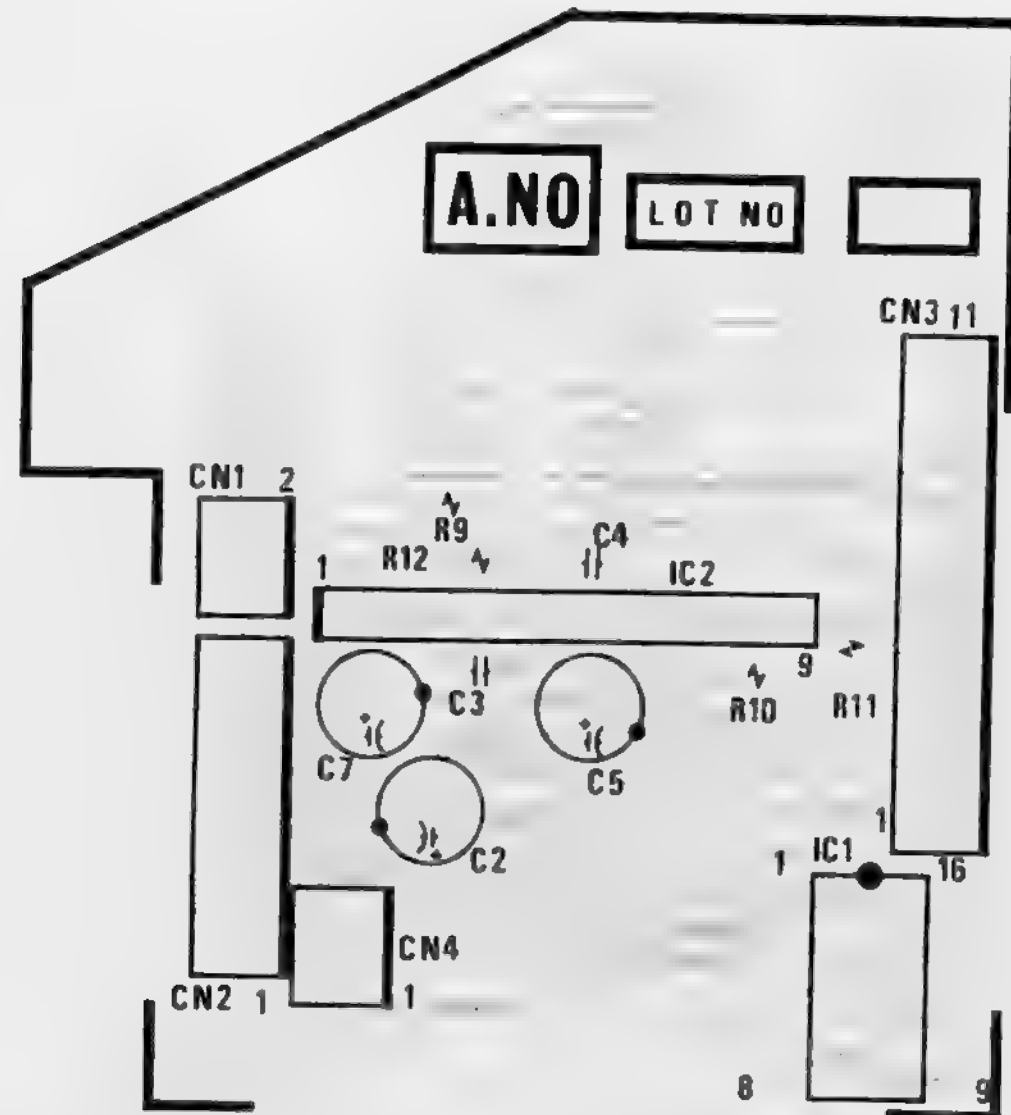 A.NO
LOT NO
CN3 11
CN1 2
R9
C4
R12
1
IC2
9
C3
R10
R11
C7
C5
C2
1
1 IC1
16
CN4
CN2 1
1
8
9